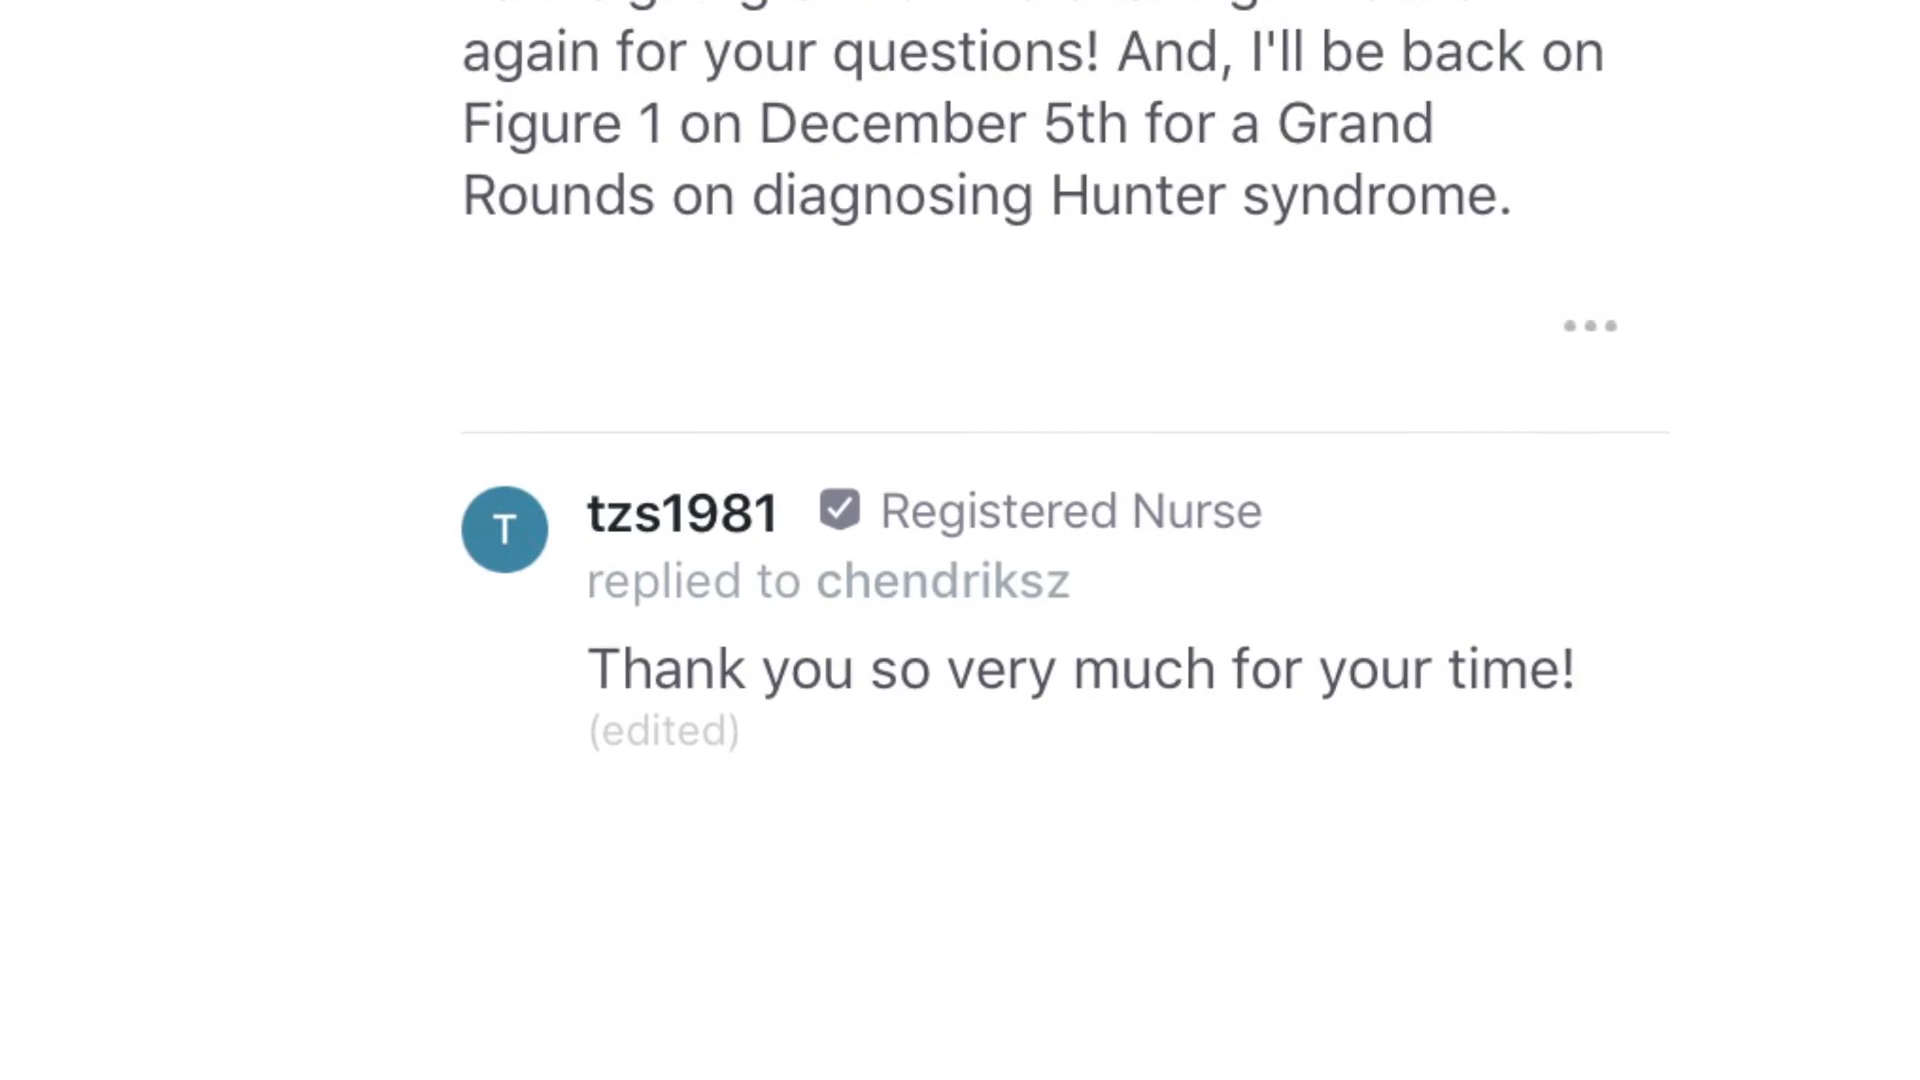 again for your questions! And, I'll be back on
Figure 1 on December 5th for a Grand
Rounds on diagnosing Hunter syndrome.
T
tzs1981 Registered Nurse
replied to chendriksz
Thank you so very much for your time!
(edited)